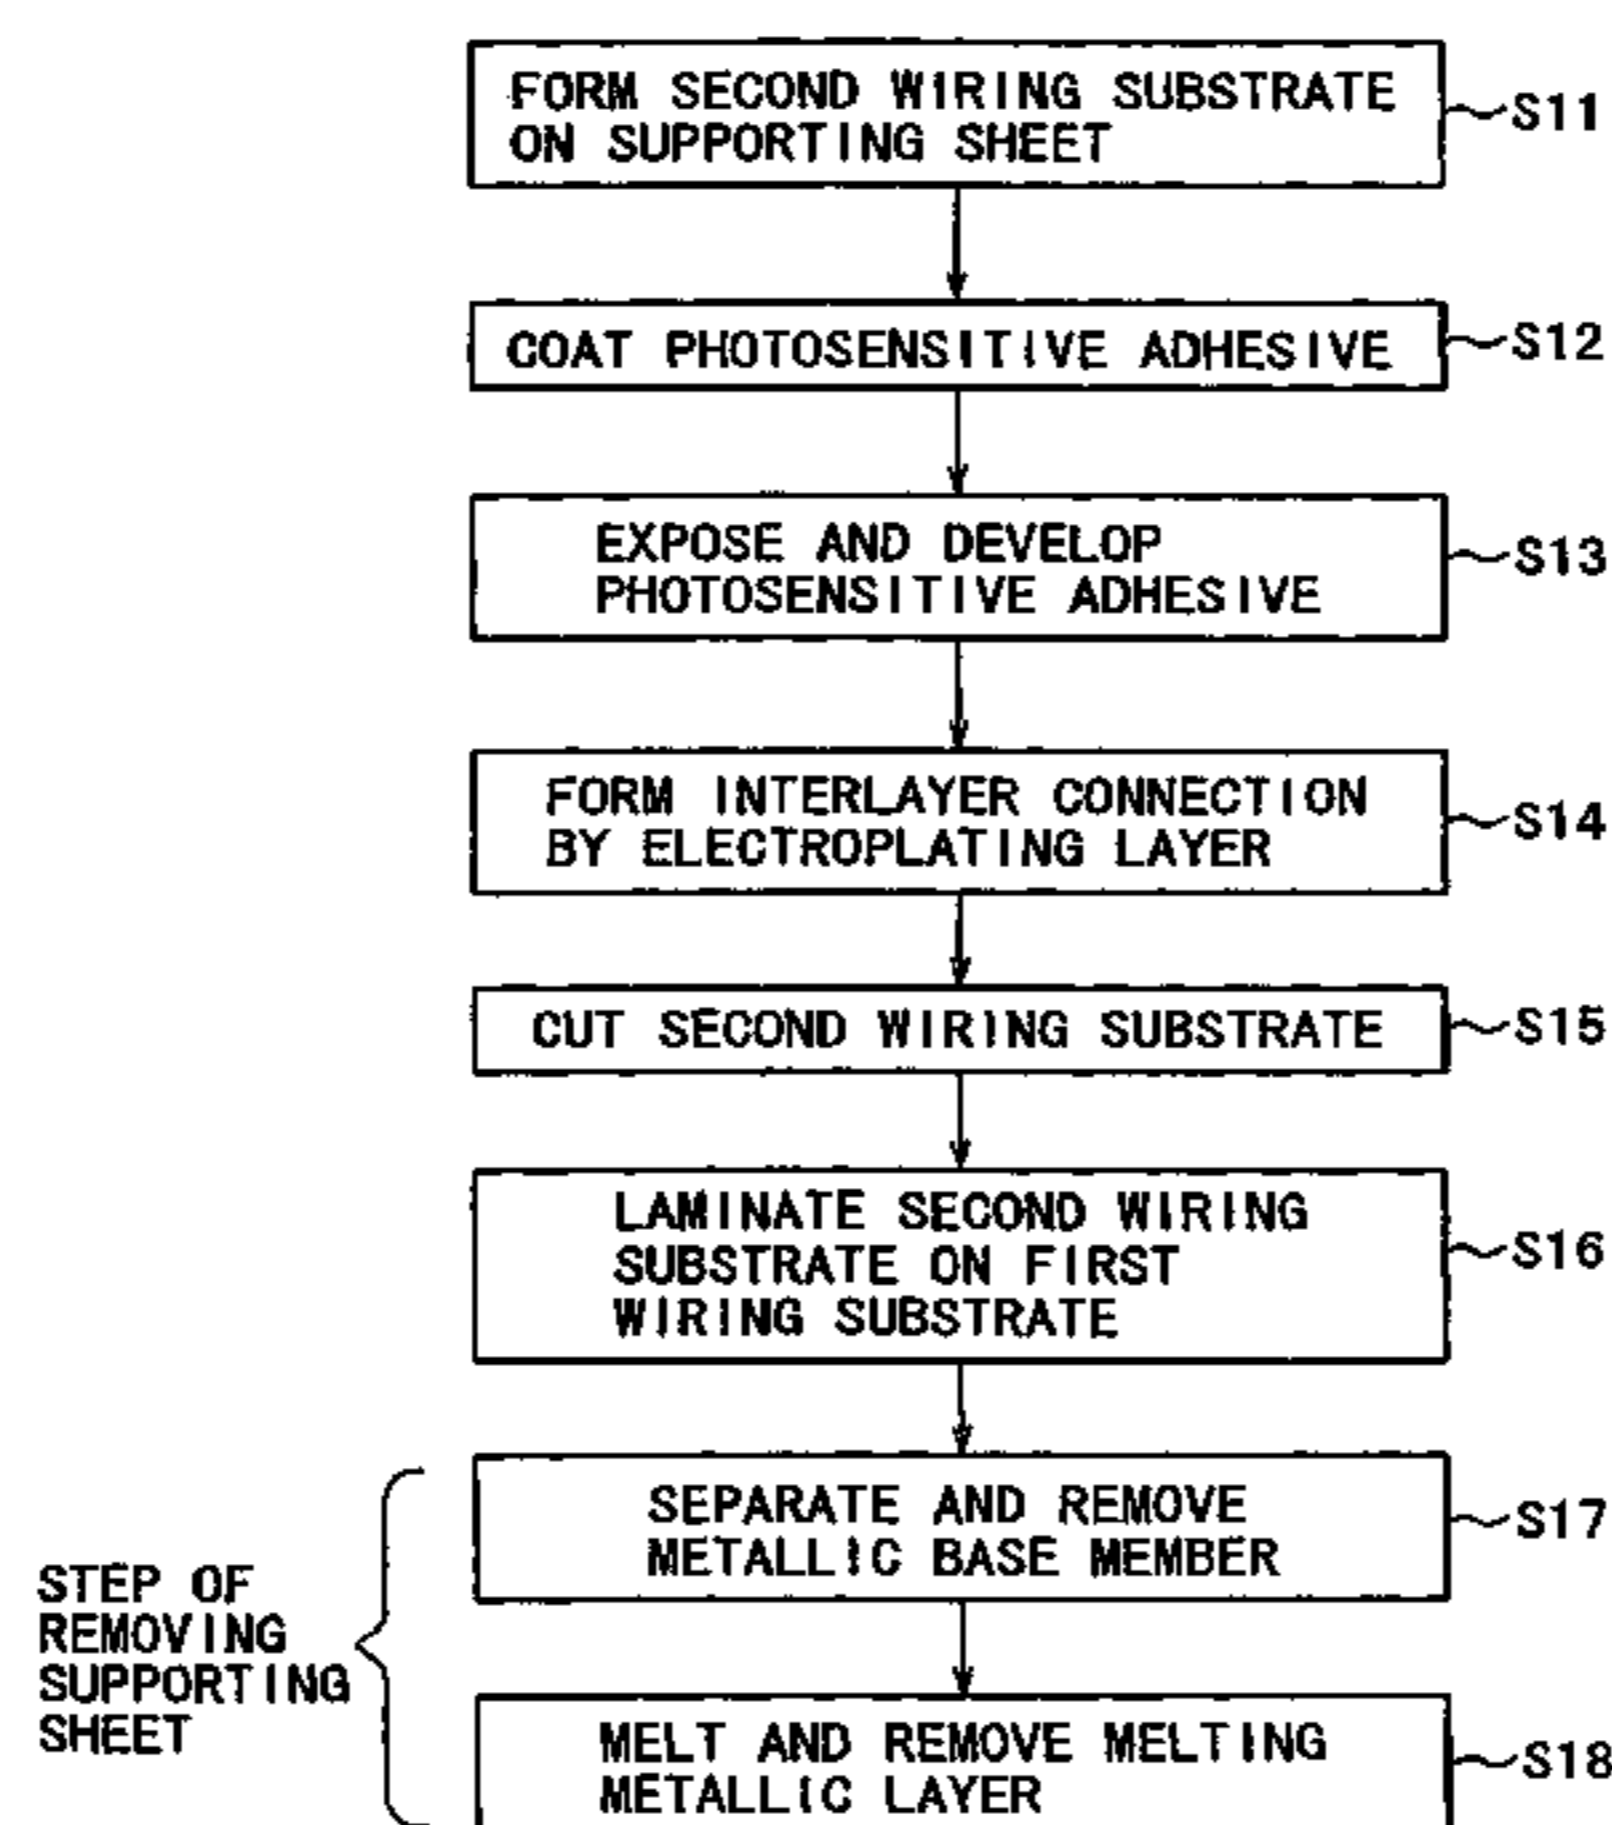 FORM SECOND WIRING SUBSTRATE
ON SUPPORTING SHEET
S11
COAT PHOTOSENSITIVE ADHESIVE
S12
EXPOSE AND DEVELOP
PHOTOSENSITIVE ADHESIVE
S13
FORM INTERLAYER CONNECTION
BY ELECTROPLATING LAYER
S14
CUT SECOND WIRING SUBSTRATE
S15
LAMINATE SECOND WIRING
SUBSTRATE ON FIRST
WIRING SUBSTRATE
S16
STEP OF
REMOVING
SUPPORTING
SHEET
SEPARATE AND REMOVE
METALLIC BASE MEMBER
S17
MELT AND REMOVE MELTING
METALLIC LAYER
S18